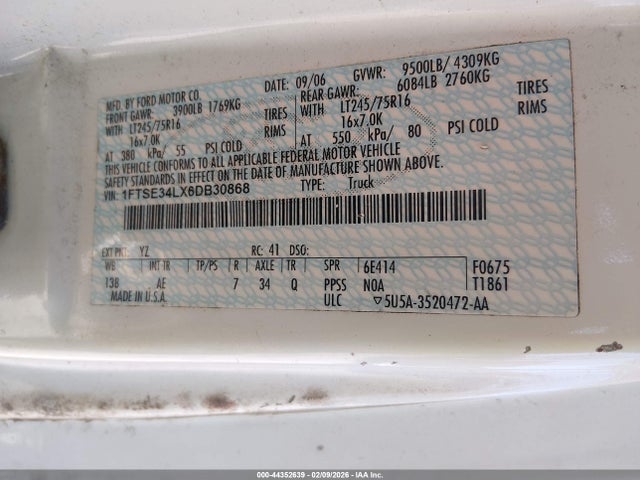 MFD. BY FORD MOTOR CO.
DATE: 09/06 GVWR: 9500LB/ 4309KG
FRONT GAWR: 3900LB 1769KG
REAR GAWR: 6084LB 2760KG
WITH LT245/75R16 TIRES
WITH LT245/75R16 TIRES
16x7.0K RIMS
16x7.0K RIMS
AT 380 kPa/ 55 PSI COLD
AT 550 kPa/ 80 PSI COLD
THIS VEHICLE CONFORMS TO ALL APPLICABLE FEDERAL MOTOR VEHICLE
SAFETY STANDARDS IN EFFECT ON THE DATE OF MANUFACTURE SHOWN ABOVE.
VIN: 1FTSE34LX6DB30868 TYPE: Truck
EXT PNT: YZ RC: 41 DSO:
WB INT TR TP/PS R AXLE TR SPR 6E414 F0675
138 AE 7 34 Q PPSS NOA T1861
MADE IN U.S.A. ULC ▽5U5A-3520472-AA
000-44352639 - 02/09/2026 - IAA Inc.